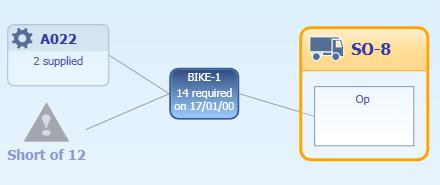 A022
2 supplied
Short of 12
BIKE-1
14 required
on 17/01/00
SO-8
Op